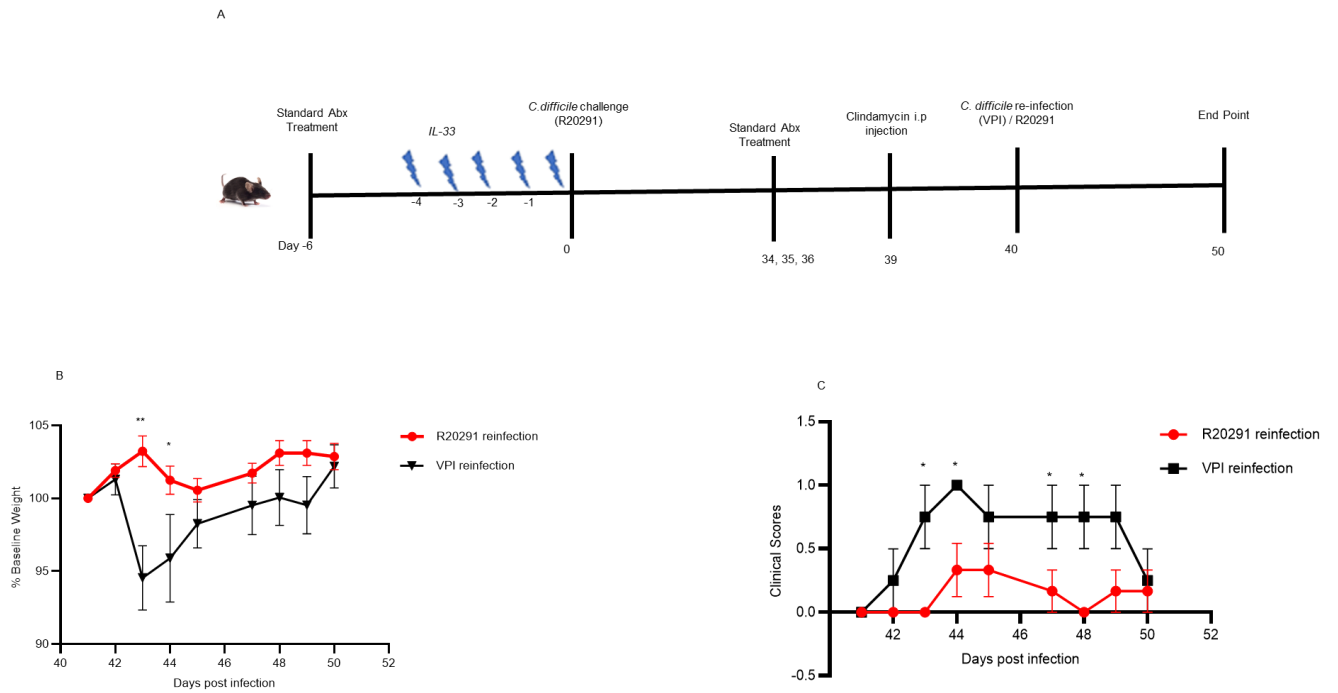 A
Standard Abx
Treatment
IL-33
C.difficile challenge
(R20291)
Standard Abx
Treatment
Clindamycin i.p
injection
C. difficile re-infection
(VPI) / R20291
End Point
-4
-3
-2
-1
Day -6
0
34, 35, 36
39
40
50
B
**
*
105
100
95
90
% Baseline Weight
40
42
44
46
48
50
52
Days post infection
R20291 reinfection
VPI reinfection
C
*
*
*
*
1.5
1.0
0.5
0.0
-0.5
Clinical Scores
42
44
46
48
50
52
Days post infection
R20291 reinfection
VPI reinfection